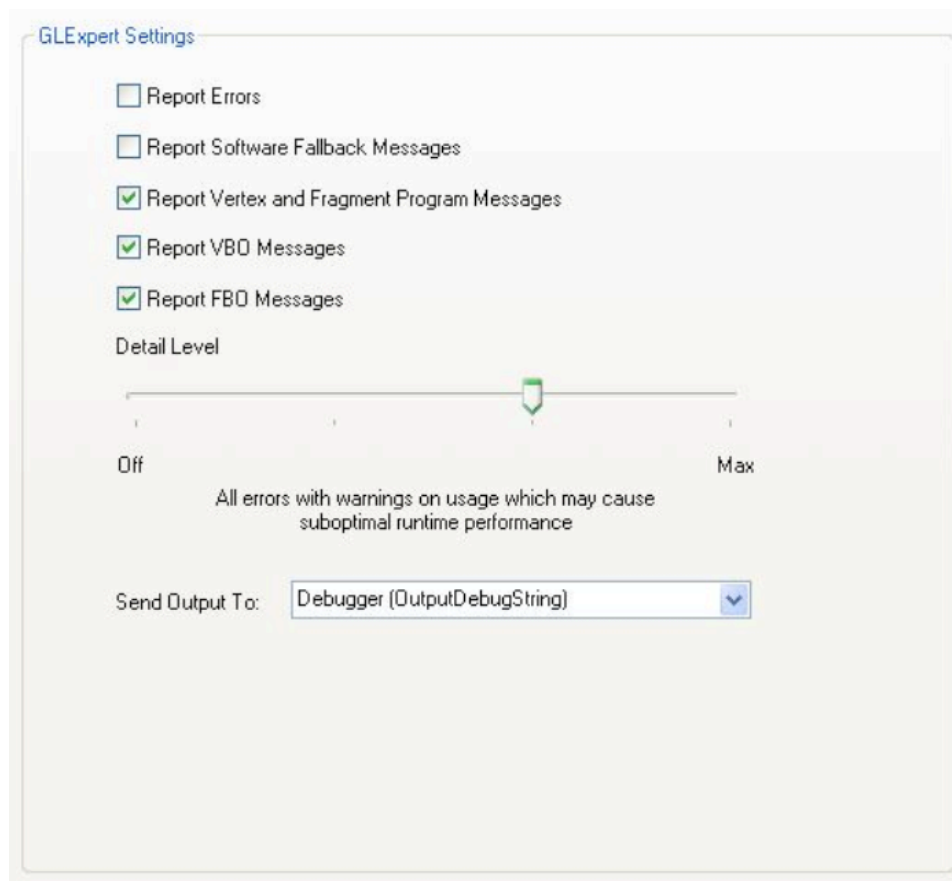 GLExpert Settings
Report Errors
Report Software Fallback Messages
Report Vertex and Fragment Program Messages
Report VBO Messages
Report FBO Messages
Detail Level
Off
Max
All errors with warnings on usage which may cause
suboptimal runtime performance
Send Output To:
Debugger (OutputDebugString)